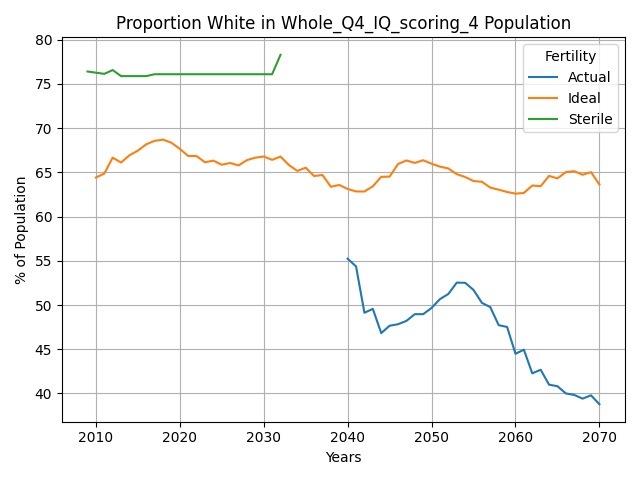 Proportion White in Whole_Q4_IQ_scoring_4 Population
80
75
70
65
60
55
50
45
40
% of Population
Fertility
Actual
Ideal
Sterile
2010 2020 2030 2040 2050 2060 2070
Years